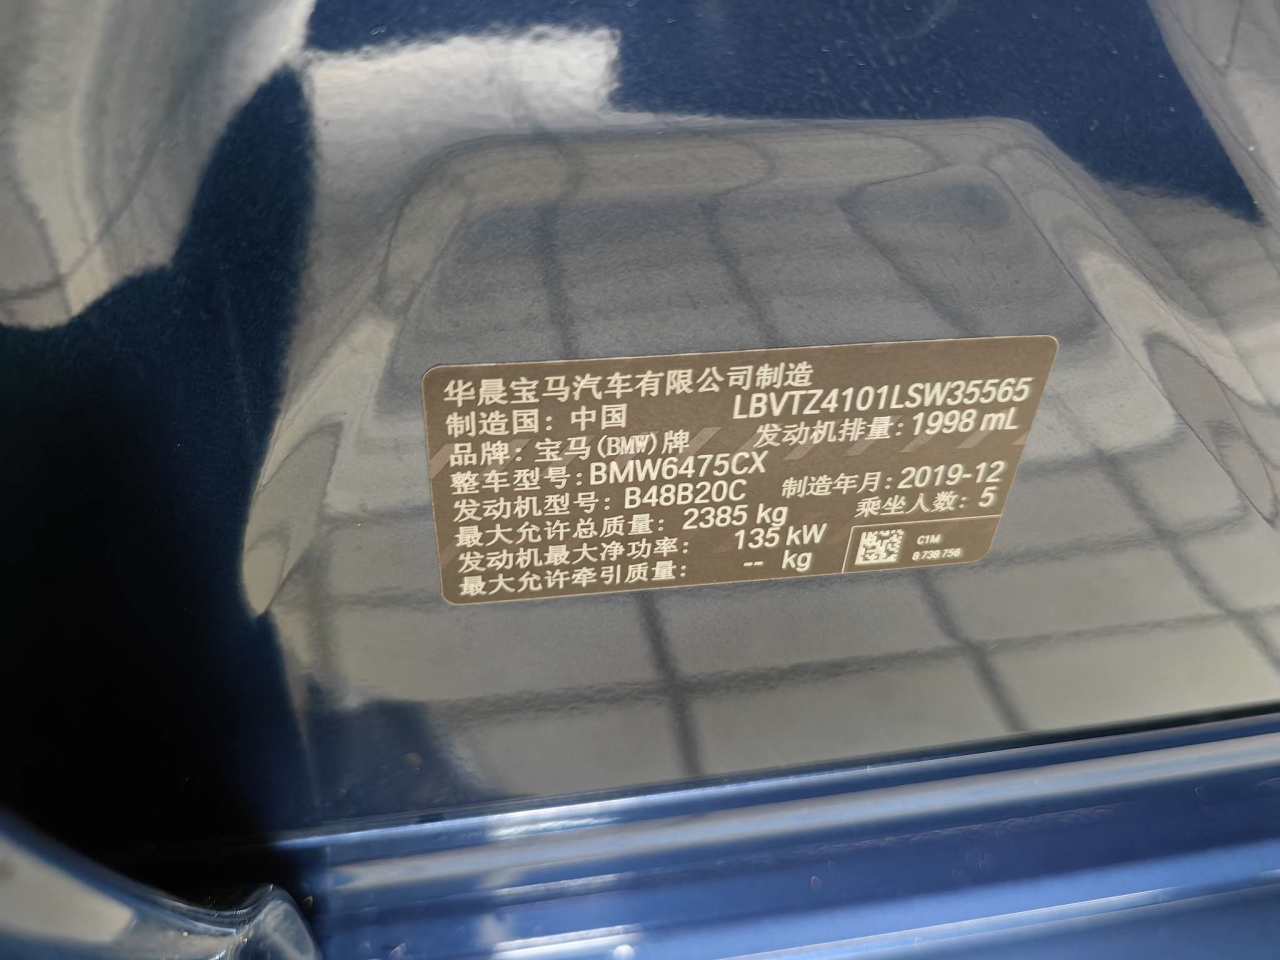 华晨宝马汽车有限公司制造
制造国：中国 LBVTZ4101LSW35565
品牌：宝马(BMW)牌 发动机排量：1998 mL
整车型号：BMW6475CX
发动机型号：B48B20C 制造年月：2019-12
最大允许总质量：2385 kg 乘坐人数：5
发动机最大净功率：135 kW
最大允许牵引质量：-- kg
C1M
8 738 756